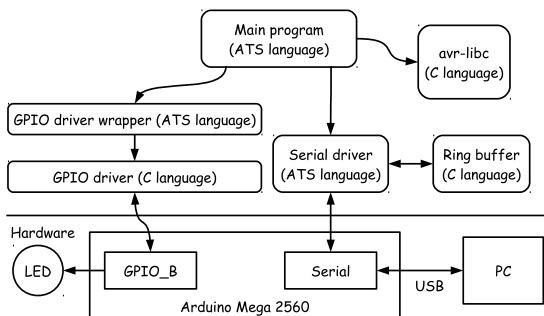 Main program
(ATS language)
avr-libc
(C language)
GPIO driver wrapper (ATS language)
GPIO driver (C language)
Serial driver
(ATS language)
Ring buffer
(C language)
Hardware
LED
GPIO_B
Serial
USB
PC
Arduino Mega 2560